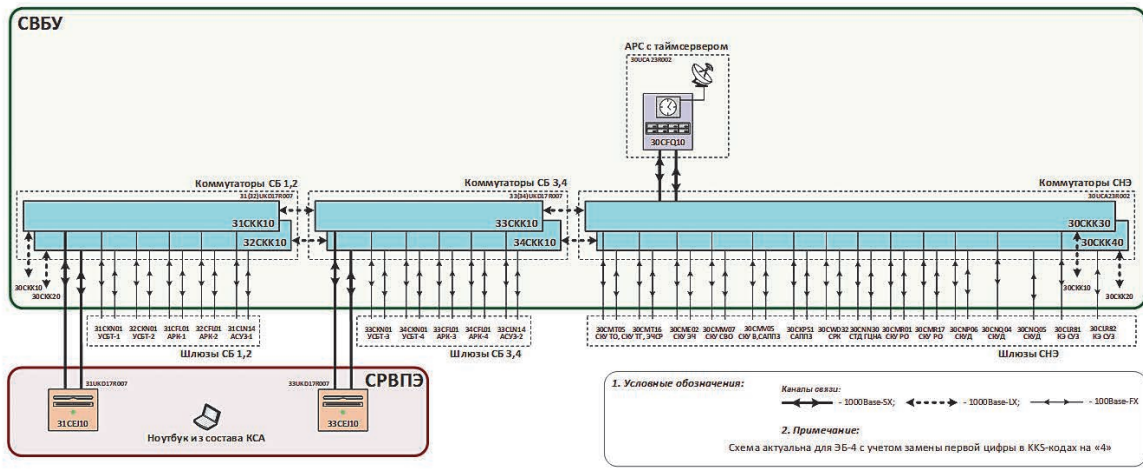 СВБУ
АРС с таймсервером
30UCA23R002
30CFQ10
Коммутаторы СБ 1,2
31(32)UKD17R007
Коммутаторы СБ 3,4
33(34)UKD17R007
Коммутаторы СНЭ
30UCA23R002
31CKK10
32CKK10
33CKK10
34CKK10
30CKK30
30CKK40
30CKK10
30CKK20
30CKK10
30CKK20
31CKN01
УСБТ-1
32CKN01
УСБТ-2
31CFL01
АРК-1
32CFL01
АРК-2
31CLN14
АСУЗ-1
Шлюзы СБ 1,2
33CKN01
УСБТ-3
34CKN01
УСБТ-4
33CFL01
АРК-3
34CFL01
АРК-4
33CLN14
АСУЗ-2
Шлюзы СБ 3,4
30CMT05
СКУ ТО,
30CMT16
СКУ ТГ, ЭЧСР
30CME02
СКУ ЭЧ
30CMW07
СКУ СВО
30CMV05
СКУ В,САППЗ
30CKP51
САППЗ
30CWD32
СРК
30CNN30
СТД ГЦНА
30CMR01
СКУ РО
30CMR17
СКУ РО
30CNP06
СКУД
30CNQ04
СКУД
30CNQ05
СКУД
30CLR81
КЭ СУЗ
30CLR82
КЭ СУЗ
Шлюзы СНЭ
СРВПЭ
31UKD17R007
31CEJ10
33UKD17R007
33CEJ10
Ноутбук из состава КСА
1. Условные обозначения:
Каналы связи:
- 1000Base-SX;
- 1000Base-LX;
- 100Base-FX
2. Примечание:
Схема актуальна для ЭБ-4 с учетом замены первой цифры в KKS-кодах на «4»